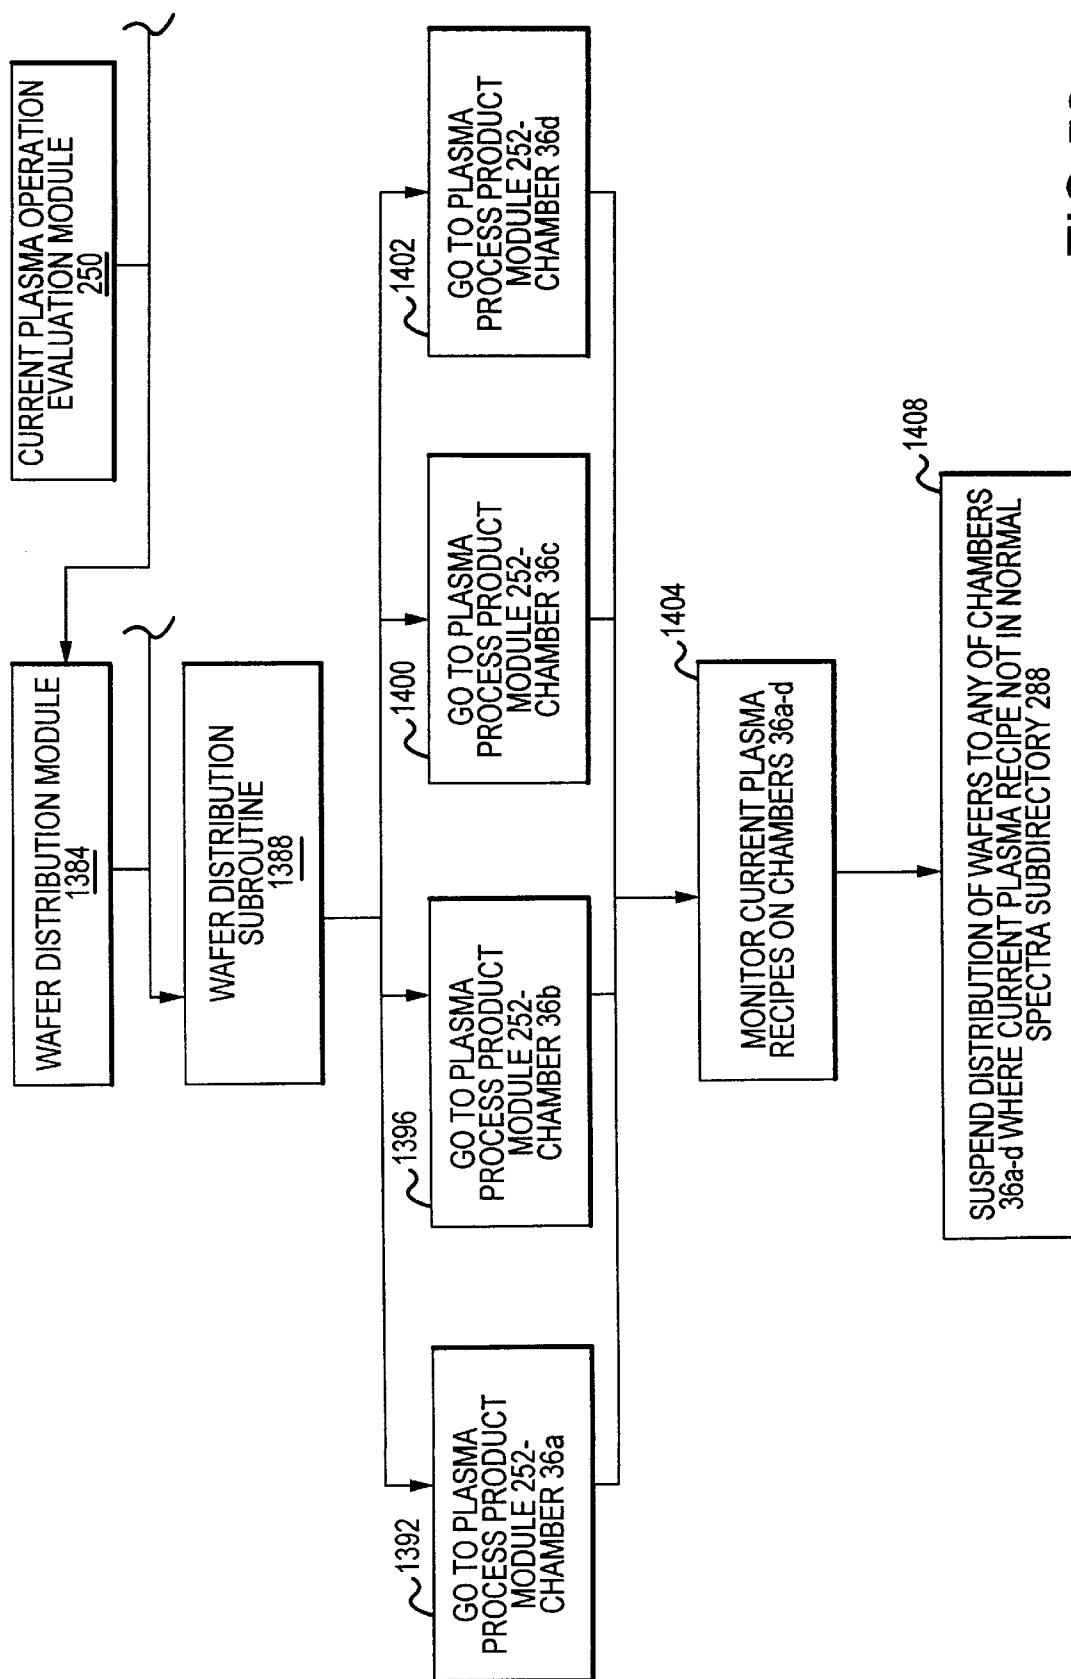 CURRENT PLASMA OPERATION
EVALUATION MODULE
250
WAFER DISTRIBUTION MODULE
1384
WAFER DISTRIBUTION
SUBROUTINE
1388
1392
GO TO PLASMA
PROCESS PRODUCT
MODULE 252-
CHAMBER 36a
1396
GO TO PLASMA
PROCESS PRODUCT
MODULE 252-
CHAMBER 36b
1400
GO TO PLASMA
PROCESS PRODUCT
MODULE 252-
CHAMBER 36c
1402
GO TO PLASMA
PROCESS PRODUCT
MODULE 252-
CHAMBER 36d
1404
MONITOR CURRENT PLASMA
RECIPES ON CHAMBERS 36a-d
1408
SUSPEND DISTRIBUTION OF WAFERS TO ANY OF CHAMBERS
36a-d WHERE CURRENT PLASMA RECIPE NOT IN NORMAL
SPECTRA SUBDIRECTORY 288